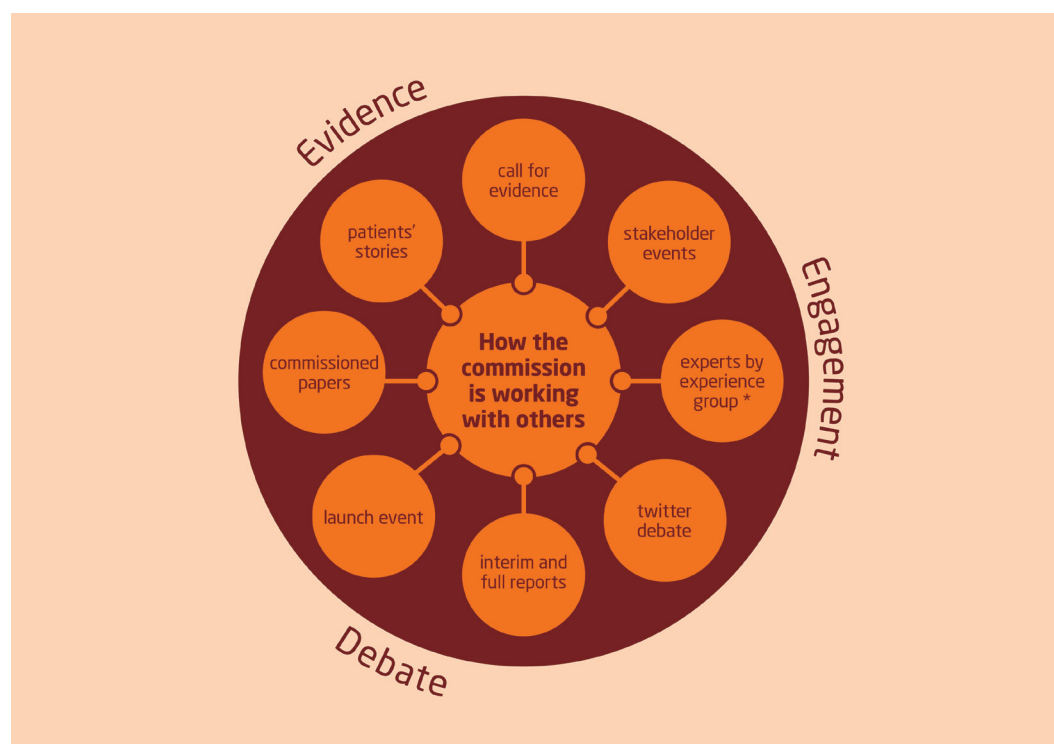 Evidence
call for
evidence
patients'
stories
stakeholder
events
Engagement
commissioned
papers
How the
commission
is working
with others
experts by
experience
group *
launch event
twitter
debate
interim and
full reports
Debate